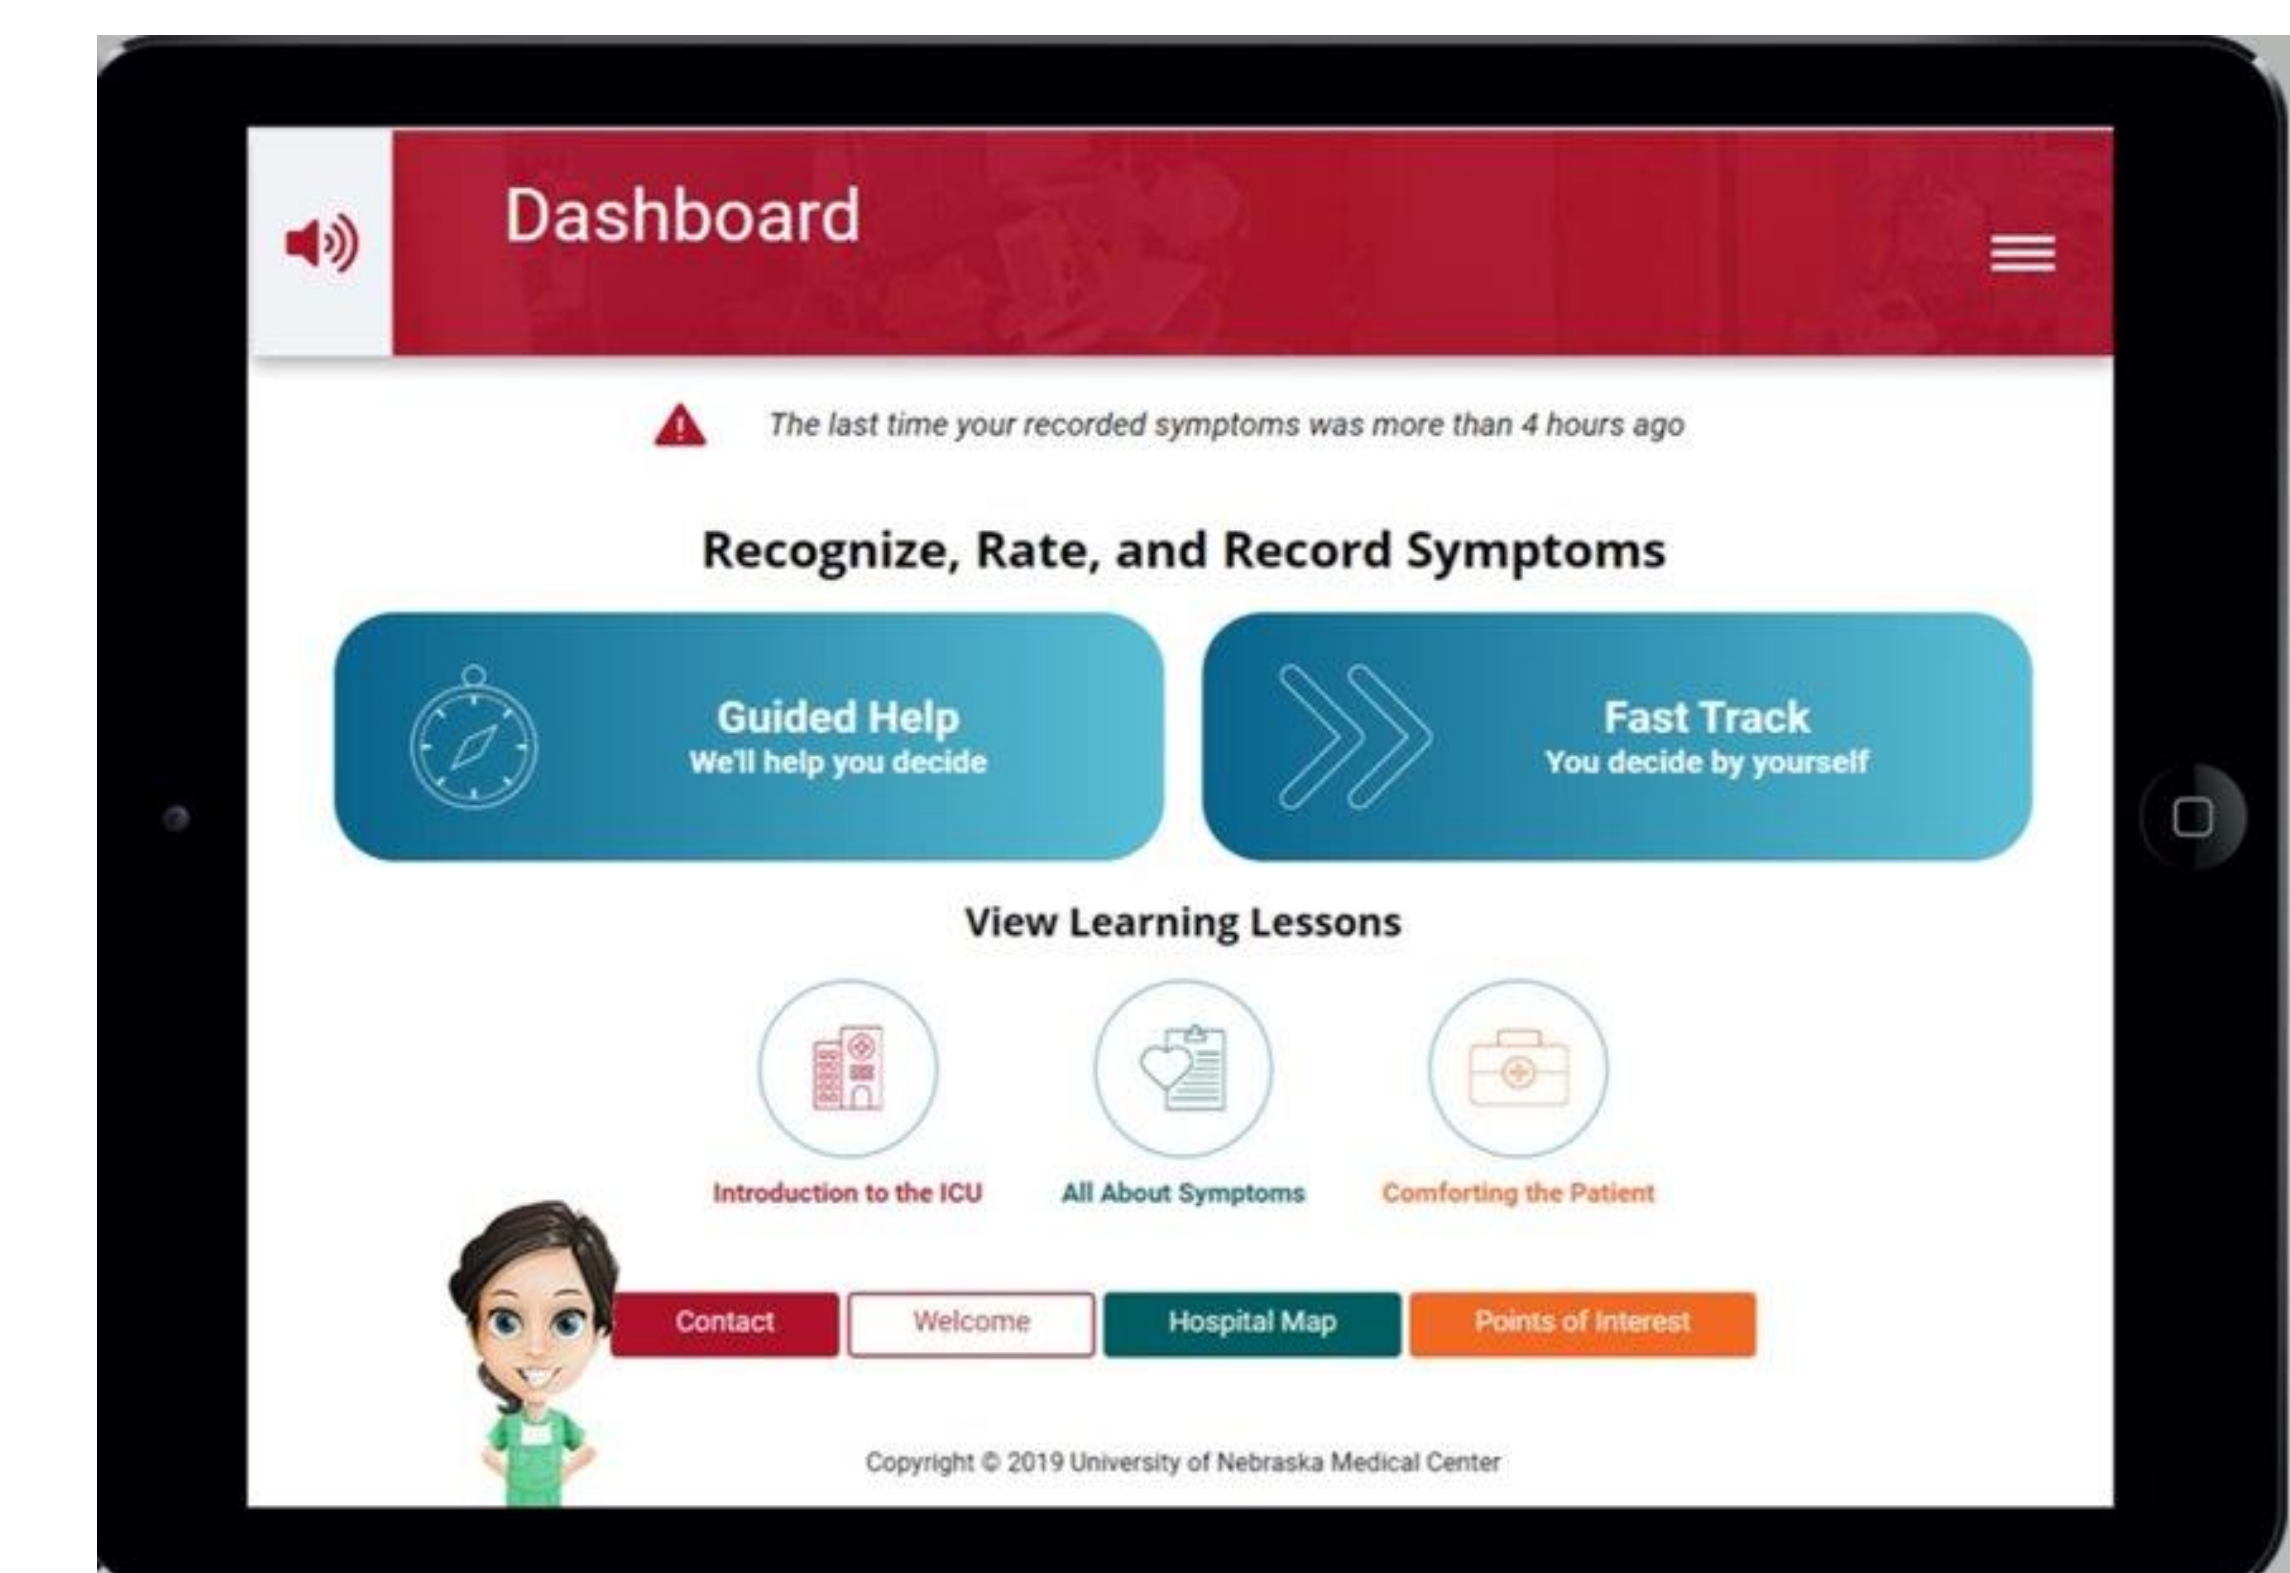 Dashboard
The last time your recorded symptoms was more than 4 hours ago
Recognize, Rate, and Record Symptoms
Guided Help
We'll help you decide
Fast Track
You decide by yourself
View Learning Lessons
Introduction to the ICU
All About Symptoms
Comforting the Patient
Contact
Welcome
Hospital Map
Points of Interest
Copyright © 2019 University of Nebraska Medical Center